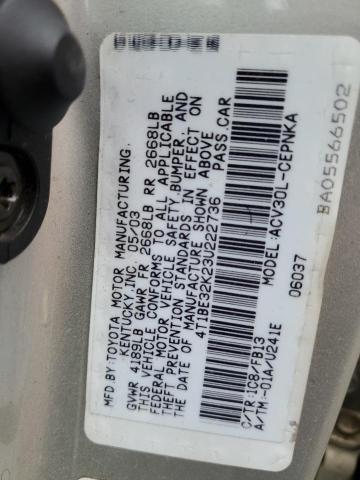 MFD.BY:TOYOTA MOTOR MANUFACTURING,
KENTUCKY,INC. 05/03
GVWR 4189LB GAWR FR 2668LB RR 2668LB
THIS VEHICLE CONFORMS TO ALL APPLICABLE
FEDERAL MOTOR VEHICLE SAFETY,BUMPER, AND
THEFT PREVENTION STANDARDS IN EFFECT ON
THE DATE OF MANUFACTURE SHOWN ABOVE.
4T1BE32K23U222736 PASS.CAR
C/TR:1C8/FB13 MODEL:ACV30L-CEPNKA
A/TM:-01A/U241E 06037
BA05566502